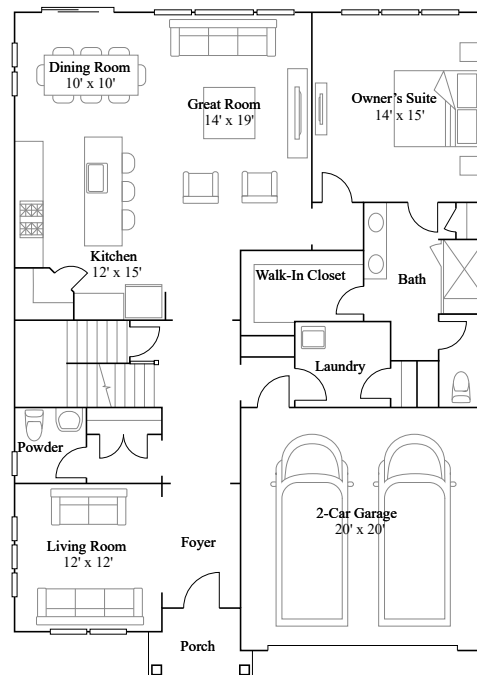 Dining Room
10' x 10'
Great Room
14' x 19'
Owner's Suite
14' x 15'
Kitchen
12' x 15'
Walk-In Closet
Bath
Laundry
Powder
2-Car Garage
20' x 20'
Living Room
12' x 12'
Foyer
Porch